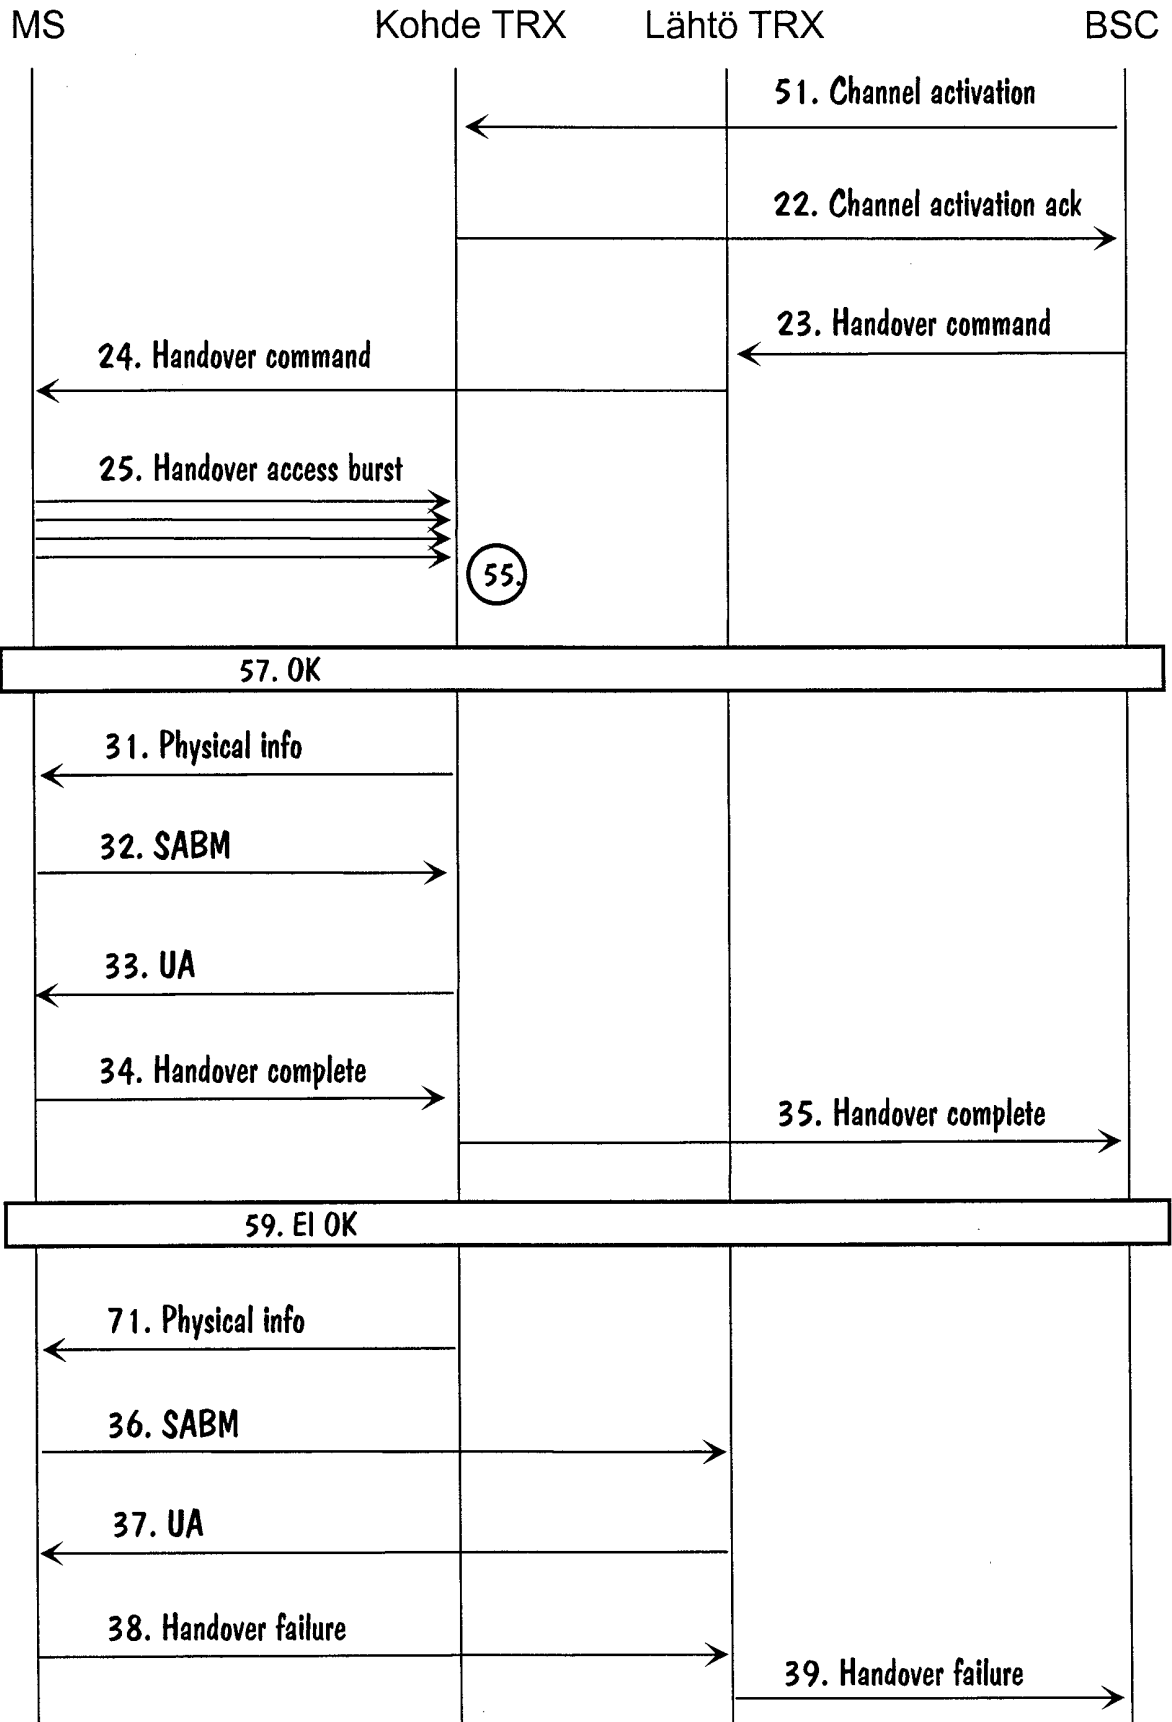 MS Kohde TRX Lähtö TRX BSC
51. Channel activation
22. Channel activation ack
23. Handover command
24. Handover command
25. Handover access burst
55.
57. OK
31. Physical info
32. SABM
33. UA
34. Handover complete
35. Handover complete
59. EI OK
71. Physical info
36. SABM
37. UA
38. Handover failure
39. Handover failure